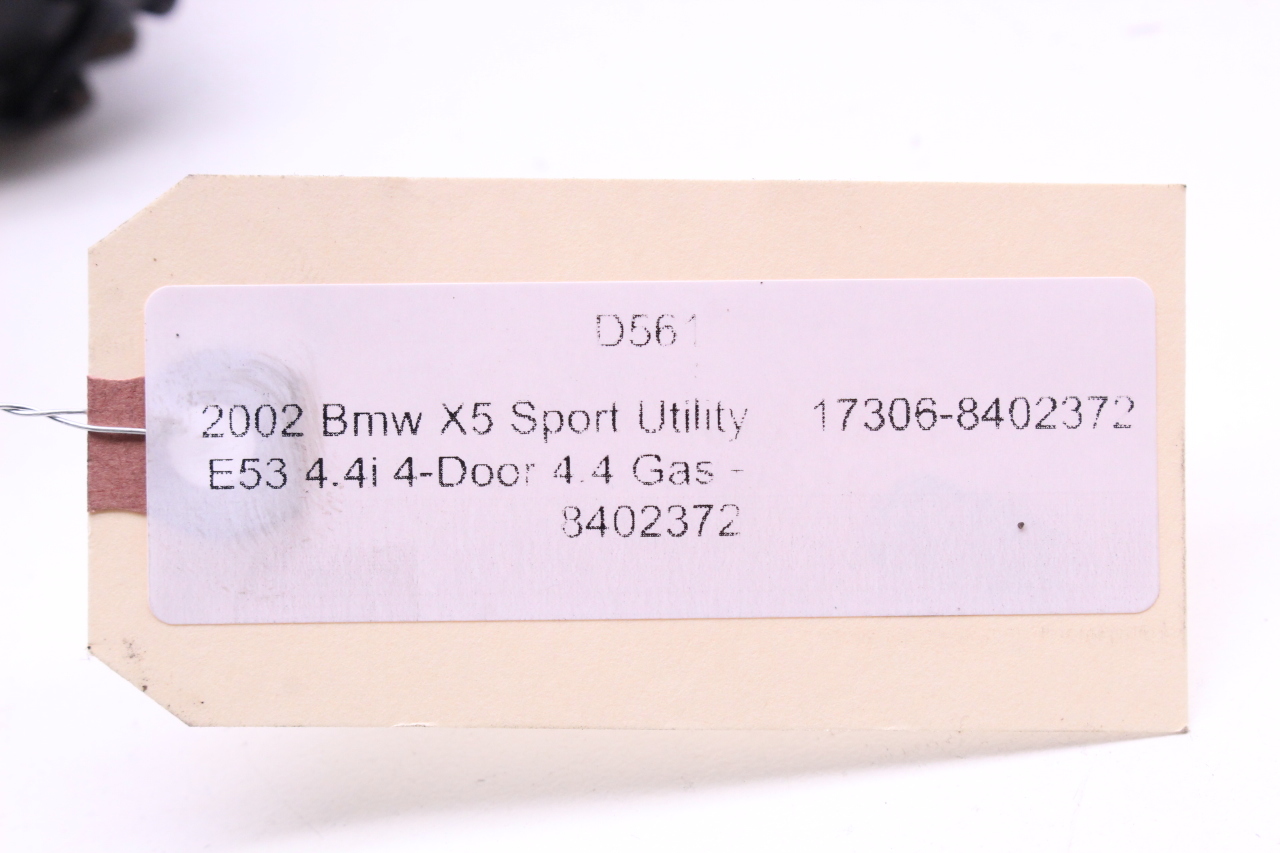 D561
2002 Bmw X5 Sport Utility 17306-8402372
E53 4.4i 4-Door 4.4 Gas -
8402372